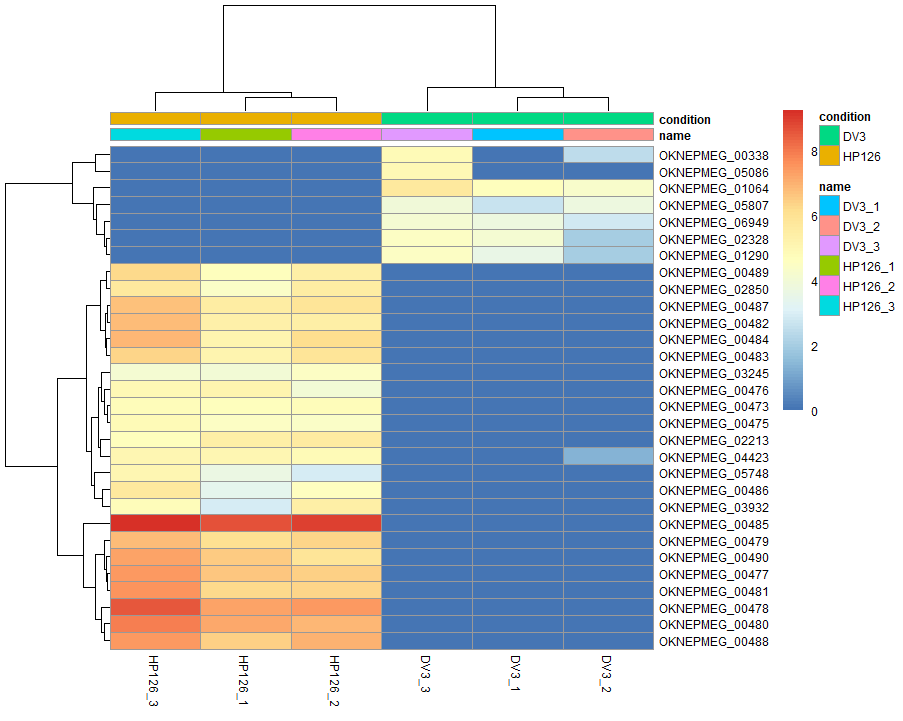 condition
name
OKNEPMEG_00338
OKNEPMEG_05086
OKNEPMEG_01064
OKNEPMEG_05807
OKNEPMEG_06949
OKNEPMEG_02328
OKNEPMEG_01290
OKNEPMEG_00489
OKNEPMEG_02850
OKNEPMEG_00487
OKNEPMEG_00482
OKNEPMEG_00484
OKNEPMEG_00483
OKNEPMEG_03245
OKNEPMEG_00476
OKNEPMEG_00473
OKNEPMEG_00475
OKNEPMEG_02213
OKNEPMEG_04423
OKNEPMEG_05748
OKNEPMEG_00486
OKNEPMEG_03932
OKNEPMEG_00485
OKNEPMEG_00479
OKNEPMEG_00490
OKNEPMEG_00477
OKNEPMEG_00481
OKNEPMEG_00478
OKNEPMEG_00480
OKNEPMEG_00488
HP126_3
HP126_1
HP126_2
DV3_3
DV3_1
DV3_2
8
6
4
2
0
condition
DV3
HP126
name
DV3_1
DV3_2
DV3_3
HP126_1
HP126_2
HP126_3